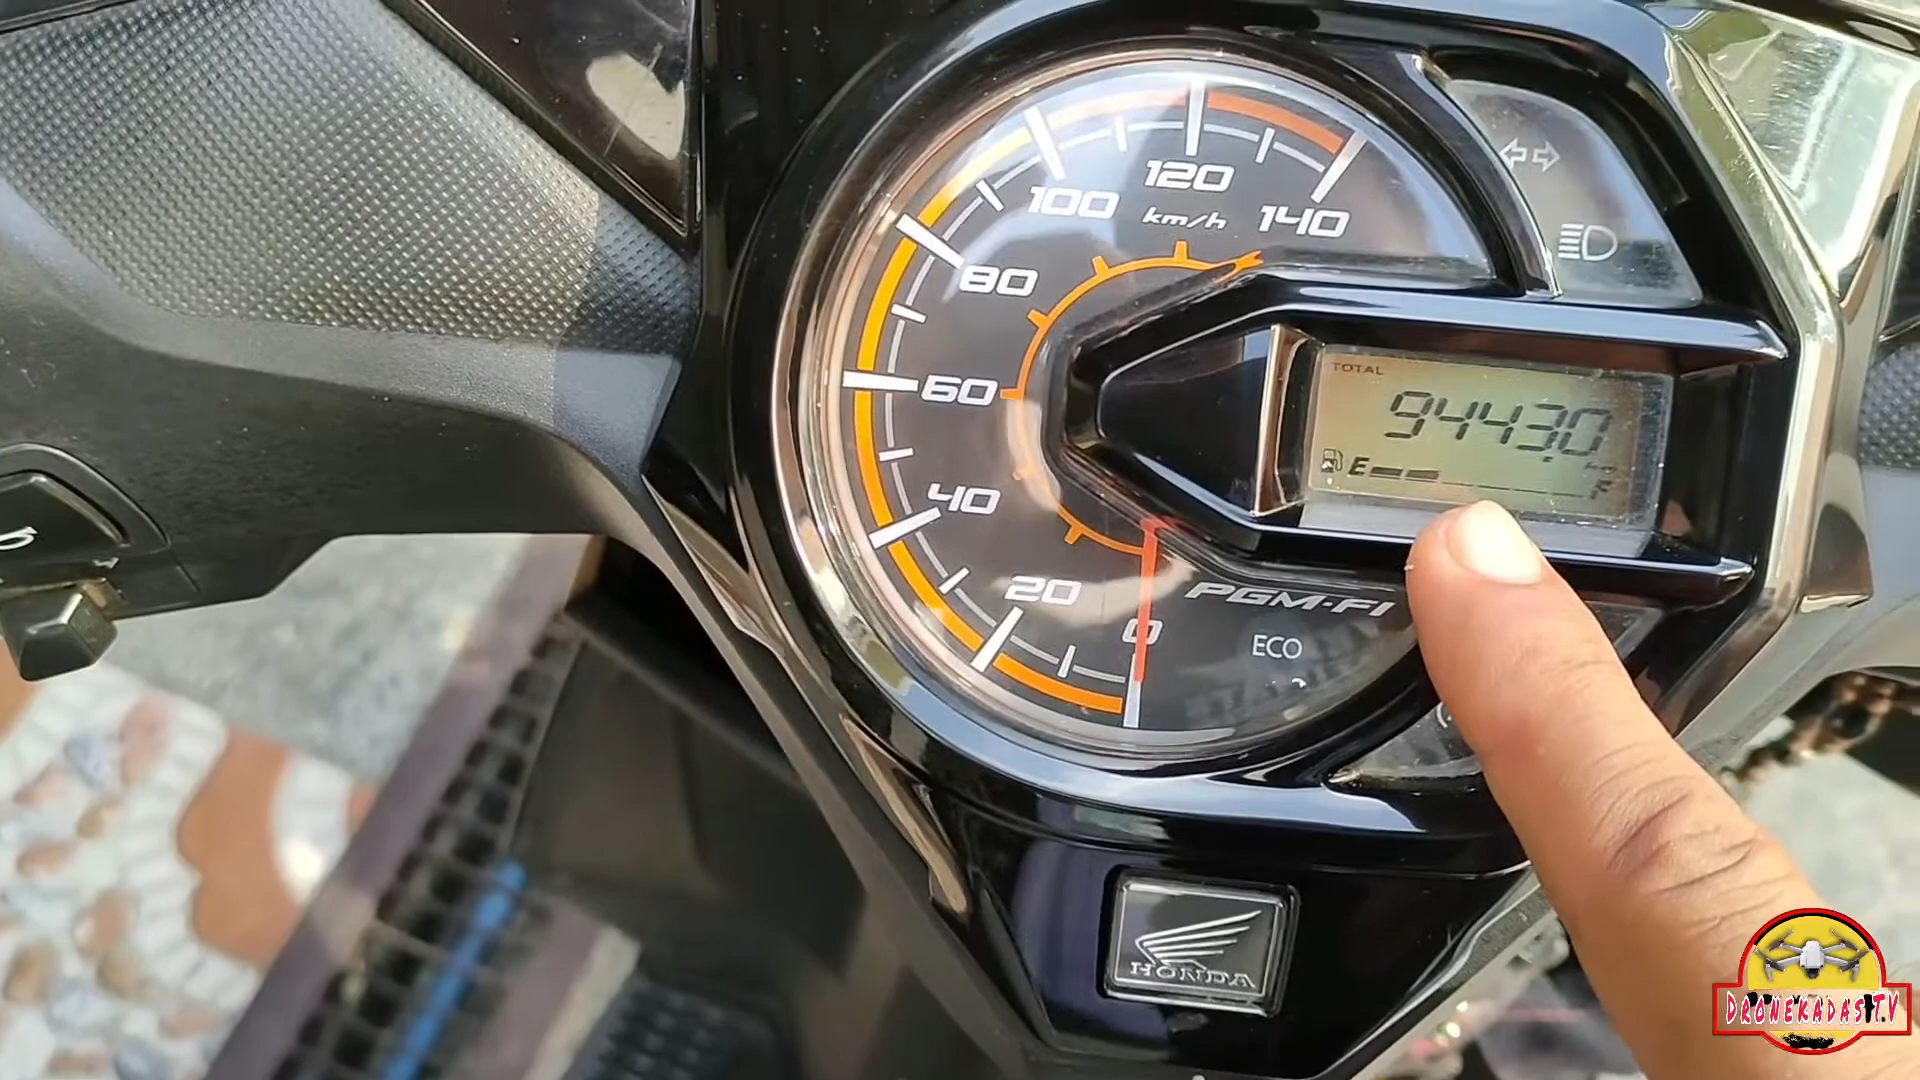 120
100
140
km/h
80
TOTAL
60
9443.0
E
40
F
20
PGM-FI
0
ECO
HONDA
DRONEKADAS TV